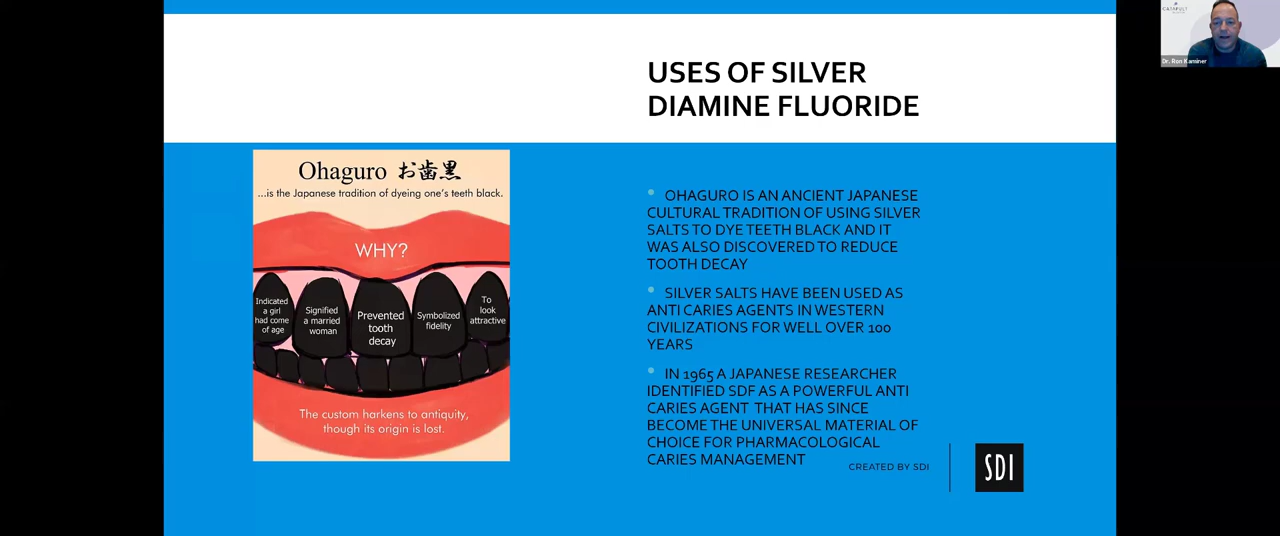 CATAPULT
Dr. Ron Kaminer
USES OF SILVER
DIAMINE FLUORIDE
Ohaguro お歯黒
...is the Japanese tradition of dyeing one's teeth black.
WHY?
Indicated
a girl
had come
of age
Signified
a married
woman
Prevented
tooth
decay
Symbolized
fidelity
To
look
attractive
The custom harkens to antiquity,
though its origin is lost.
• OHAGURO IS AN ANCIENT JAPANESE
CULTURAL TRADITION OF USING SILVER
SALTS TO DYE TEETH BLACK AND IT
WAS ALSO DISCOVERED TO REDUCE
TOOTH DECAY
• SILVER SALTS HAVE BEEN USED AS
ANTI CARIES AGENTS IN WESTERN
CIVILIZATIONS FOR WELL OVER 100
YEARS
• IN 1965 A JAPANESE RESEARCHER
IDENTIFIED SDF AS A POWERFUL ANTI
CARIES AGENT THAT HAS SINCE
BECOME THE UNIVERSAL MATERIAL OF
CHOICE FOR PHARMACOLOGICAL
CARIES MANAGEMENT
CREATED BY SDI
SDI